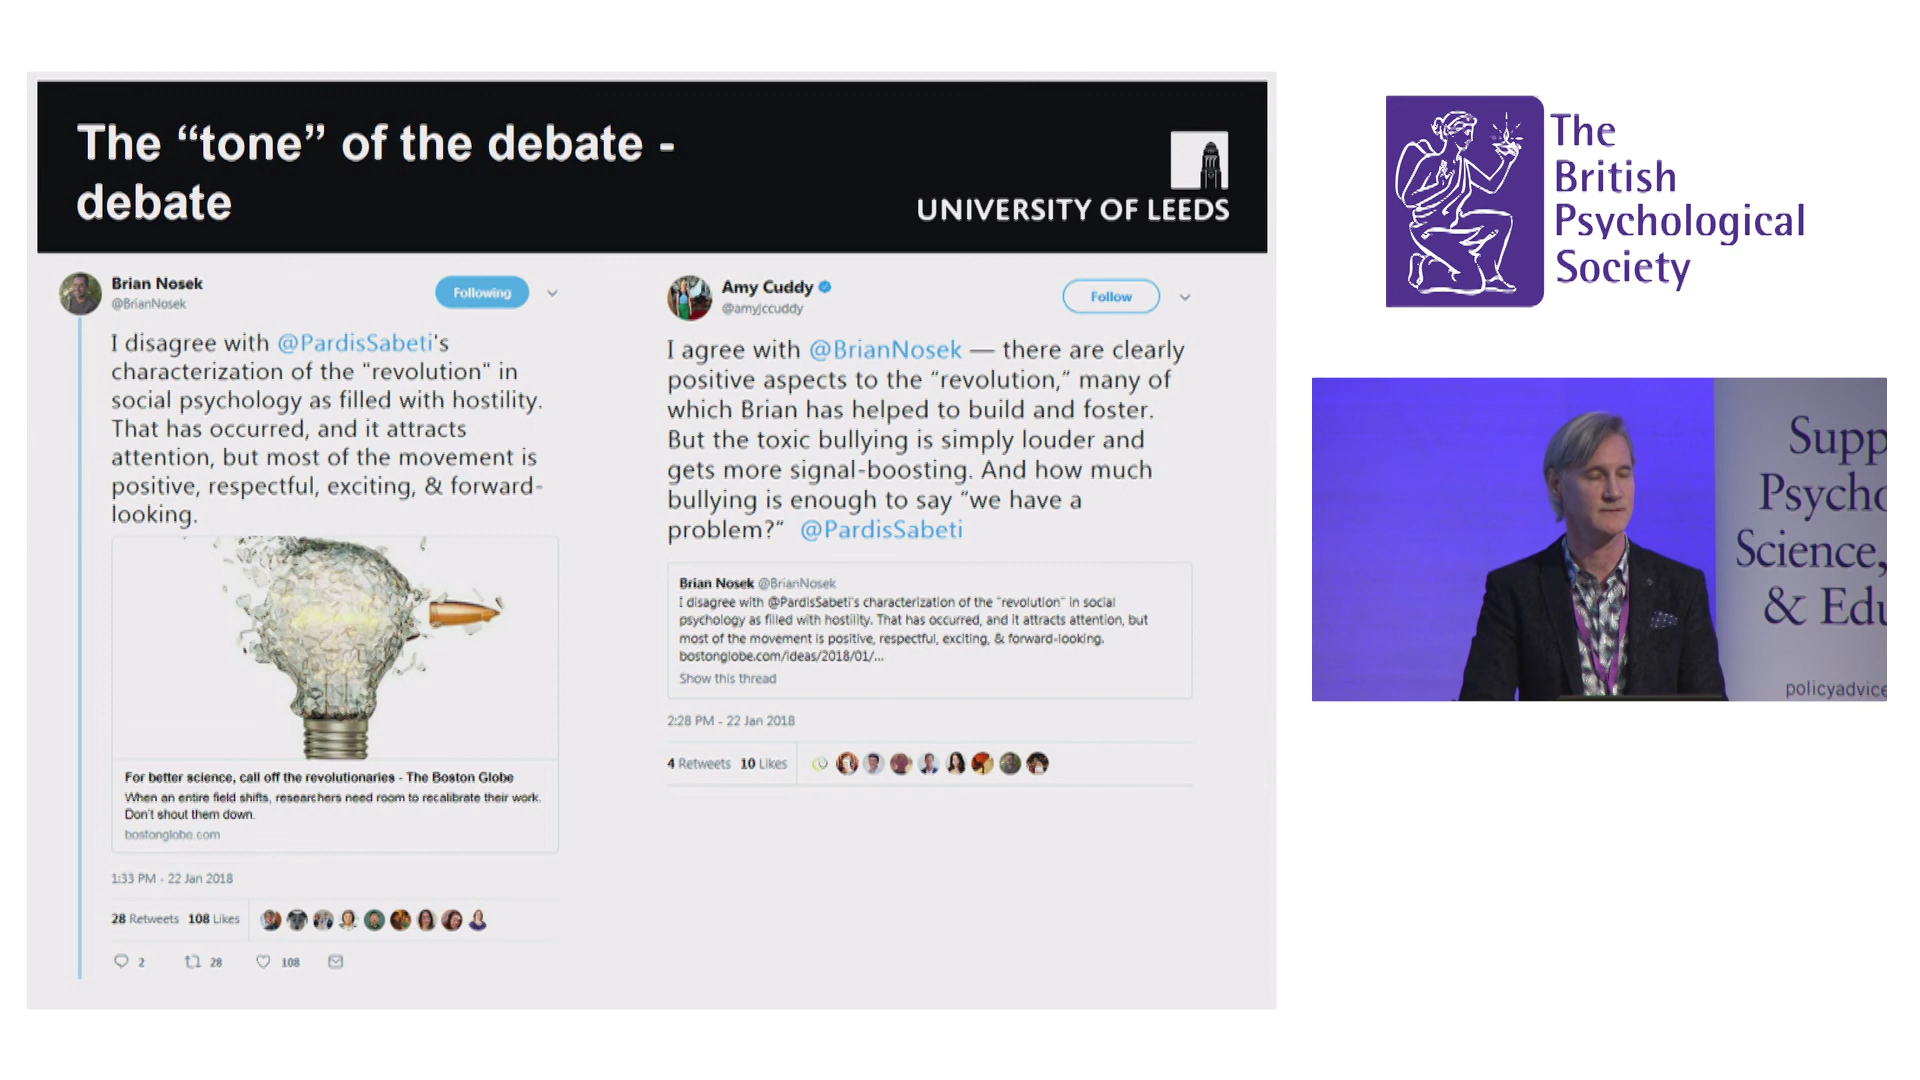 The “tone” of the debate -
debate
UNIVERSITY OF LEEDS
Brian Nosek
@BrianNosek
Following
I disagree with @PardisSabeti's
characterization of the "revolution" in
social psychology as filled with hostility.
That has occurred, and it attracts
attention, but most of the movement is
positive, respectful, exciting, & forward-
looking.
For better science, call off the revolutionaries - The Boston Globe
When an entire field shifts, researchers need room to recalibrate their work.
Don't shout them down.
bostonglobe.com
1:33 PM - 22 Jan 2018
28 Retweets 108 Likes
2 28 108
Amy Cuddy
@amyjccuddy
Follow
I agree with @BrianNosek — there are clearly
positive aspects to the “revolution,” many of
which Brian has helped to build and foster.
But the toxic bullying is simply louder and
gets more signal-boosting. And how much
bullying is enough to say “we have a
problem?” @PardisSabeti
Brian Nosek @BrianNosek
I disagree with @PardisSabeti's characterization of the "revolution" in social
psychology as filled with hostility. That has occurred, and it attracts attention, but
most of the movement is positive, respectful, exciting, & forward-looking.
bostonglobe.com/ideas/2018/01/...
Show this thread
2:28 PM - 22 Jan 2018
4 Retweets 10 Likes
The
British
Psychological
Society
Supp
Psycho
Science,
& Edu
policyadvice